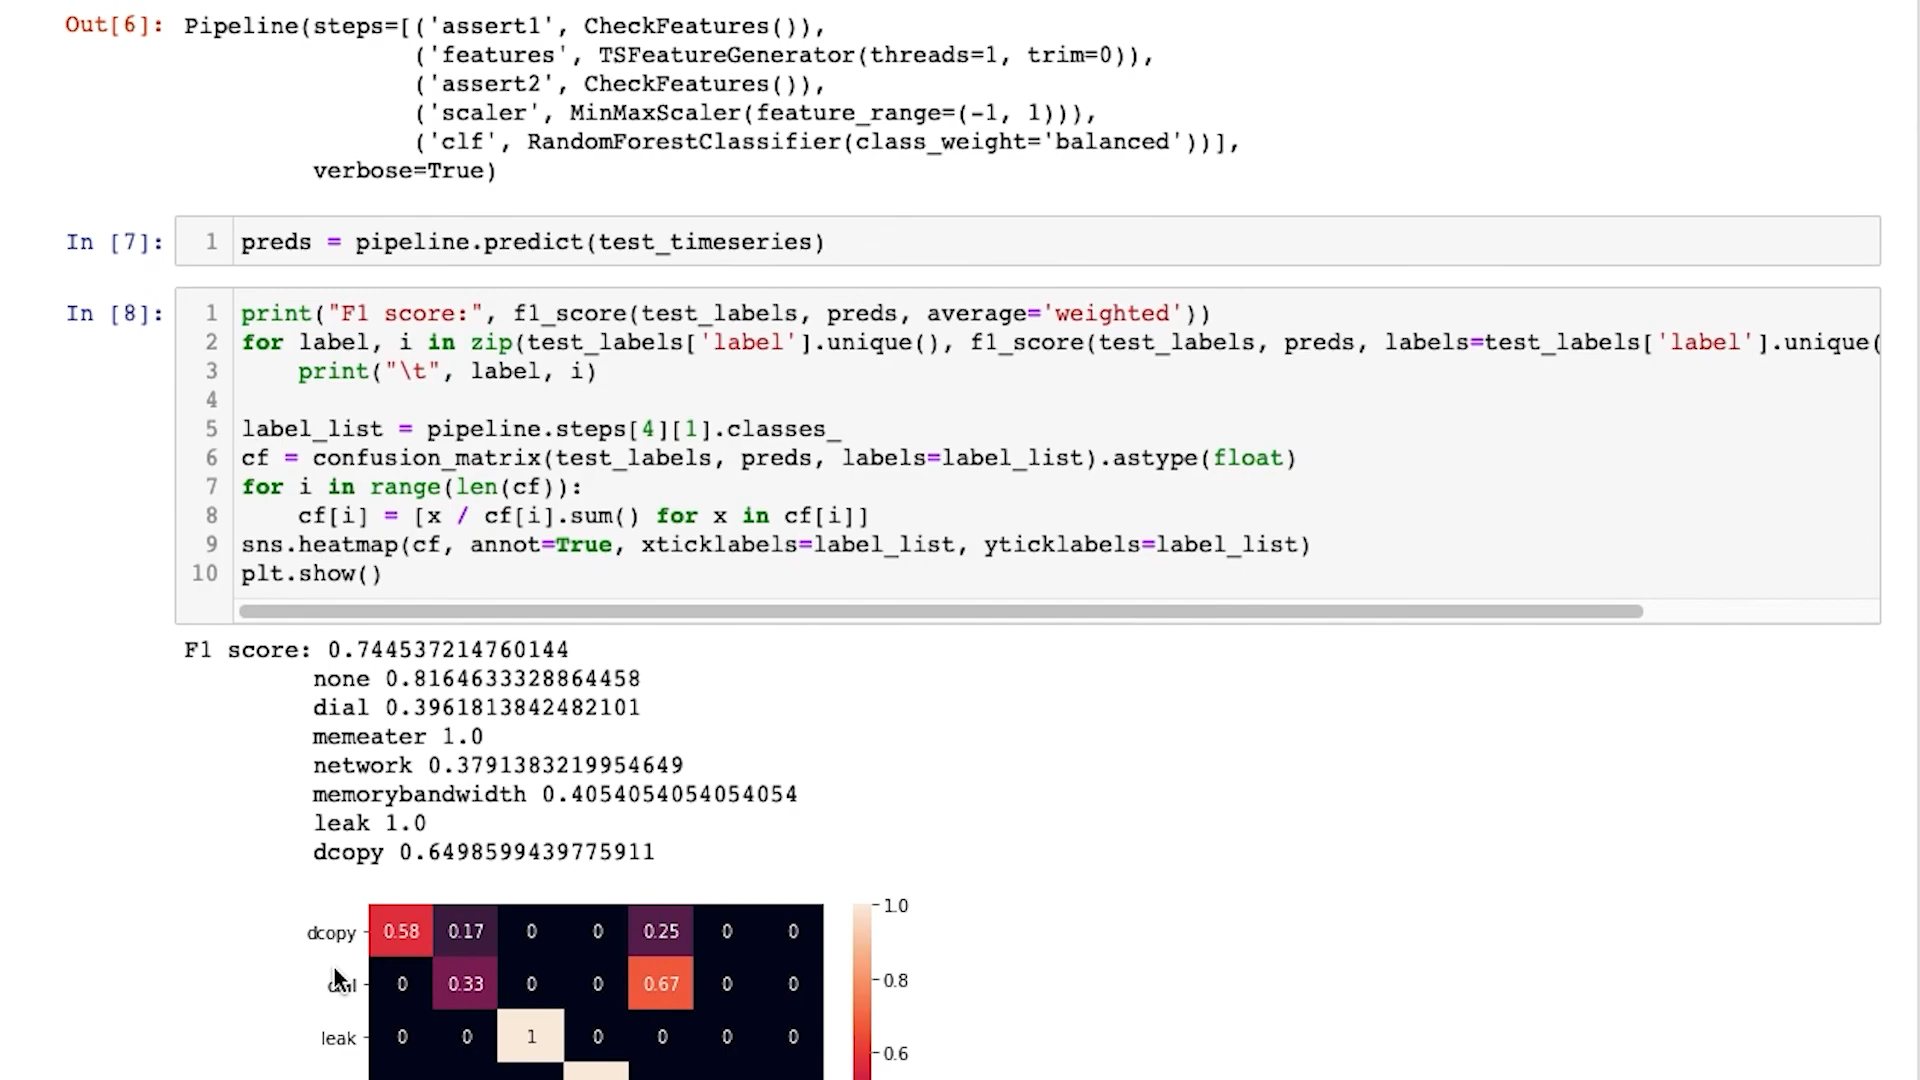 Out[6]: Pipeline(steps=[('assert1', CheckFeatures()),
('features', TSFeatureGenerator(threads=1, trim=0)),
('assert2', CheckFeatures()),
('scaler', MinMaxScaler(feature_range=(-1, 1))),
('clf', RandomForestClassifier(class_weight='balanced'))],
verbose=True)
In [7]: 1 preds = pipeline.predict(test_timeseries)
In [8]: 1 print("F1 score:", f1_score(test_labels, preds, average='weighted'))
2 for label, i in zip(test_labels['label'].unique(), f1_score(test_labels, preds, labels=test_labels['label'].unique(
3 print("\t", label, i)
4
5 label_list = pipeline.steps[4][1].classes_
6 cf = confusion_matrix(test_labels, preds, labels=label_list).astype(float)
7 for i in range(len(cf)):
8 cf[i] = [x / cf[i].sum() for x in cf[i]]
9 sns.heatmap(cf, annot=True, xticklabels=label_list, yticklabels=label_list)
10 plt.show()
F1 score: 0.744537214760144
none 0.8164633328864458
dial 0.3961813842482101
memeater 1.0
network 0.3791383219954649
memorybandwidth 0.4054054054054054
leak 1.0
dcopy 0.6498599439775911
dcopy 0.58 0.17 0 0 0.25 0 0 1.0
0 0.33 0 0 0.67 0 0 0.8
leak 0 0 1 0 0 0 0 0.6